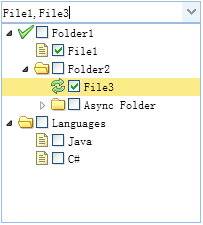 File1,File3
Folder1
File1
Folder2
File3
Async Folder
Languages
Java
C#